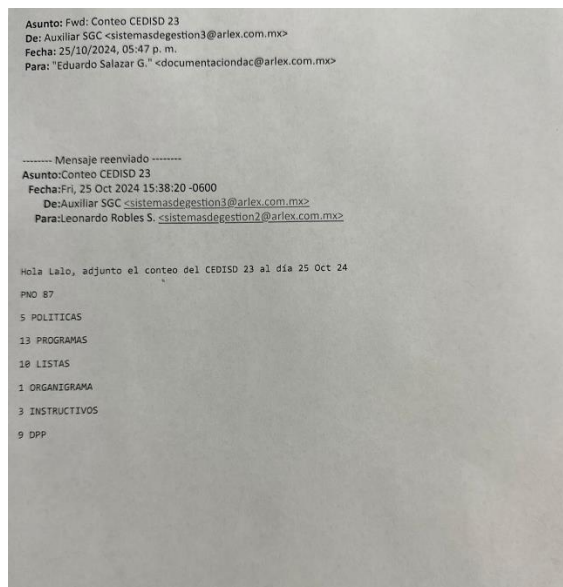 Asunto: Fwd: Conteo CEDISD 23
De: Auxiliar SGC <sistemasdegestion3@arlex.com.mx>
Fecha: 25/10/2024, 05:47 p. m.
Para: "Eduardo Salazar G." <documentaciondac@arlex.com.mx>
-------- Mensaje reenviado --------
Asunto:Conteo CEDISD 23
Fecha:Fri, 25 Oct 2024 15:38:20 -0600
De:Auxiliar SGC <sistemasdegestion3@arlex.com.mx>
Para:Leonardo Robles S. <sistemasdegestion2@arlex.com.mx>
Hola Lalo, adjunto el conteo del CEDISD 23 al día 25 Oct 24
PNO 87
5 POLITICAS
13 PROGRAMAS
10 LISTAS
1 ORGANIGRAMA
3 INSTRUCTIVOS
9 DPP